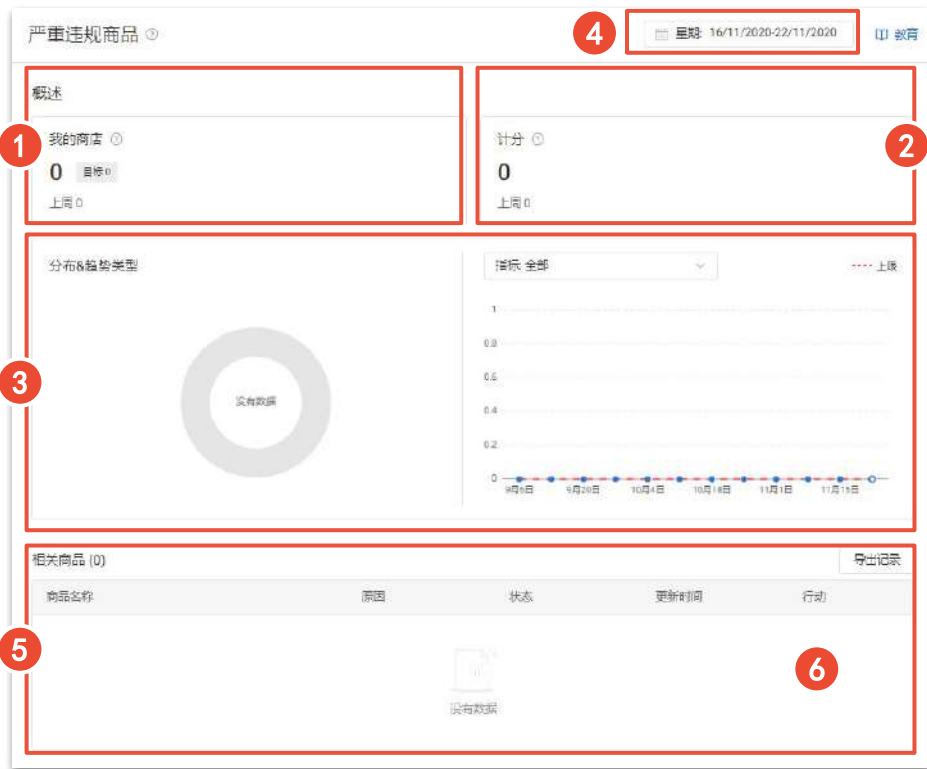 严重违规商品
4
星期: 16/11/2020-22/11/2020
教育
概述
1
我的商店
0 目标 0
上周 0
计分
2
0
上周 0
分布&趋势类型
指标 全部
上限
3
没有数据
1
0.8
0.6
0.4
0.2
0
9月6日 9月20日 10月4日 10月18日 11月1日 11月15日
相关商品 (0)
导出记录
商品名称 原因 状态 更新时间 行动
5
6
没有数据